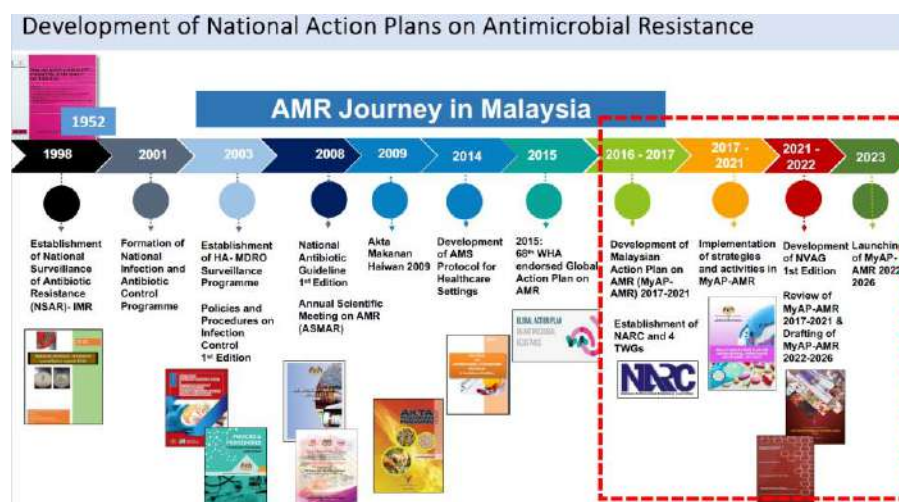 Development of National Action Plans on Antimicrobial Resistance
1952
AMR Journey in Malaysia
1998
2001
2003
2008
2009
2014
2015
2016 - 2017
2017 -
2021
2021 -
2022
2023
Establishment
of National
Surveillance
of Antibiotic
Resistance
(NSAR)- IMR
Formation of
National
Infection and
Antibiotic
Control
Programme
Establishment
of HA- MDRO
Surveillance
Programme
Policies and
Procedures on
Infection
Control
1st Edition
National
Antibiotic
Guideline
1st Edition
Annual Scientific
Meeting on AMR
(ASMAR)
Akta
Makanan
Haiwan 2009
Development
of AMS
Protocol for
Healthcare
Settings
2015:
68th WHA
endorsed Global
Action Plan on
AMR
GLOBAL ACTION PLAN
ON ANTIMICROBIAL
RESISTANCE
Development of
Malaysian
Action Plan on
AMR (MyAP-
AMR) 2017-2021
Establishment of
NARC and 4
TWGs
NARC
Implementation
of strategies
and activities in
MyAP-AMR
Development
of NVAG
1st Edition
Review of
MyAP-AMR
2017-2021 &
Drafting of
MyAP-AMR
2022-2026
Launching
of MyAP-
AMR 2022-
2026
AKTA